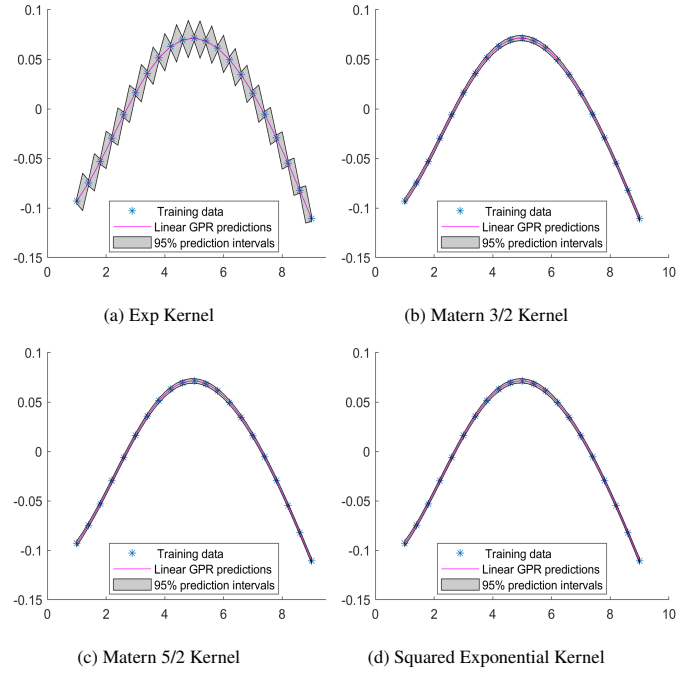 0.1
0.05
0
-0.05
-0.1
-0.15
0 2 4 6 8
Training data
Linear GPR predictions
95% prediction intervals
(a) Exp Kernel
0.1
0.05
0
-0.05
-0.1
-0.15
0 2 4 6 8 10
Training data
Linear GPR predictions
95% prediction intervals
(b) Matern 3/2 Kernel
0.1
0.05
0
-0.05
-0.1
-0.15
0 2 4 6 8
Training data
Linear GPR predictions
95% prediction intervals
(c) Matern 5/2 Kernel
0.1
0.05
0
-0.05
-0.1
-0.15
0 2 4 6 8 10
Training data
Linear GPR predictions
95% prediction intervals
(d) Squared Exponential Kernel